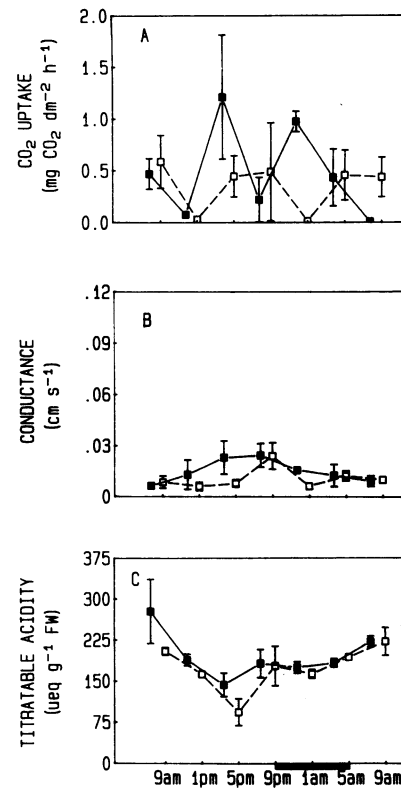 A
2.0
1.5
1.0
0.5
0.0
CO₂ UPTAKE
(mg CO₂ dm⁻² h⁻¹)
B
.12
.09
.06
.03
0
CONDUCTANCE
(cm s⁻¹)
C
375
300
225
150
75
0
TITRATABLE ACIDITY
(ueq g⁻¹ FW)
9am 1pm 5pm 9pm 1am 5am 9am